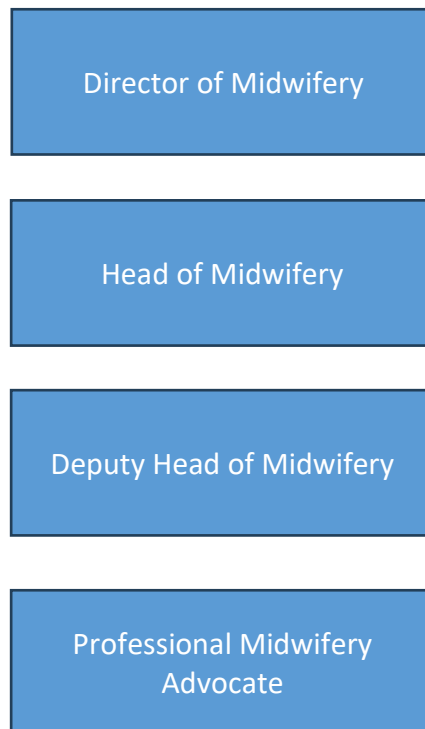 Director of Midwifery
Head of Midwifery
Deputy Head of Midwifery
Professional Midwifery
Advocate